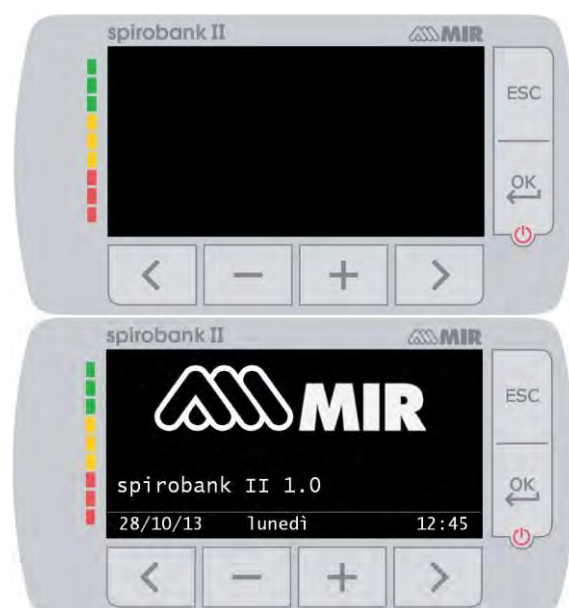 spirobank II MIR
ESC
OK
< − + >
spirobank II MIR
MIR
ESC
spirobank II 1.0
OK
28/10/13 lunedì 12:45
< − + >